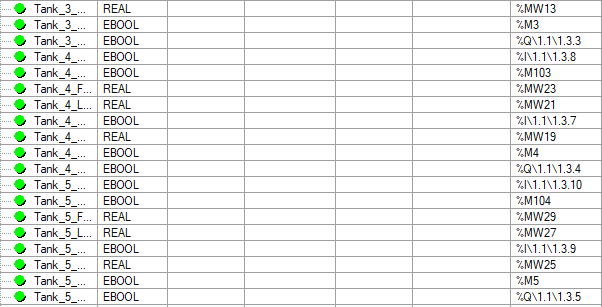 Tank_3_... REAL %MW13
Tank_3_... EBOOL %M3
Tank_3_... EBOOL %Q\1.1\1.3.3
Tank_4_... EBOOL %I\1.1\1.3.8
Tank_4_... EBOOL %M103
Tank_4_F... REAL %MW23
Tank_4_L... REAL %MW21
Tank_4_... EBOOL %I\1.1\1.3.7
Tank_4_... REAL %MW19
Tank_4_... EBOOL %M4
Tank_4_... EBOOL %Q\1.1\1.3.4
Tank_5_... EBOOL %I\1.1\1.3.10
Tank_5_... EBOOL %M104
Tank_5_F... REAL %MW29
Tank_5_L... REAL %MW27
Tank_5_... EBOOL %I\1.1\1.3.9
Tank_5_... REAL %MW25
Tank_5_... EBOOL %M5
Tank_5_... EBOOL %Q\1.1\1.3.5